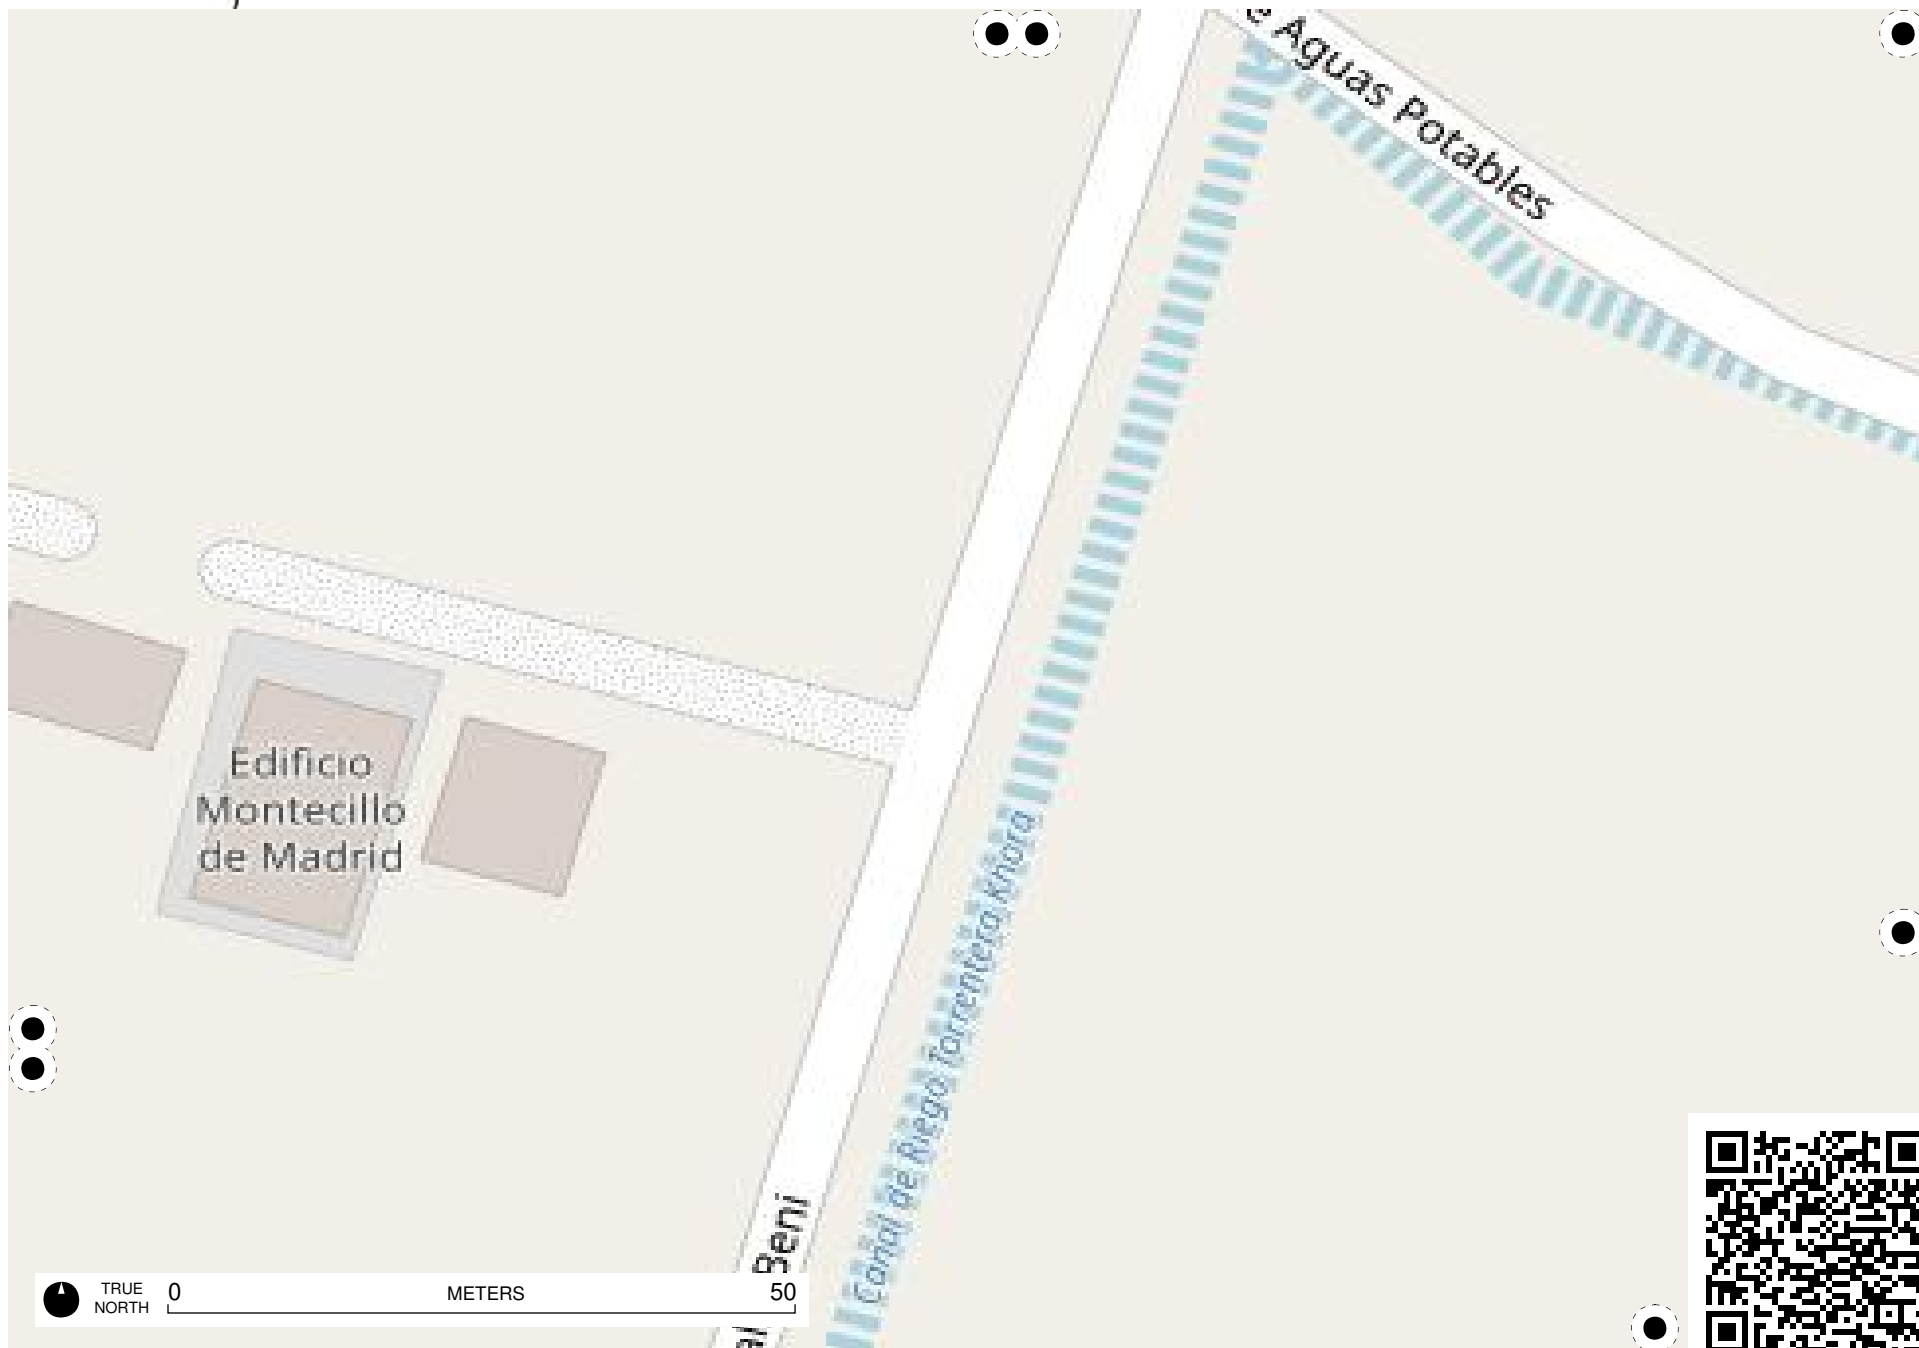 Aguas Potables
Edificio
Montecillo
de Madrid
Canal de Riego Torrentera Khora
Beni
TRUE
NORTH
0 METERS 50